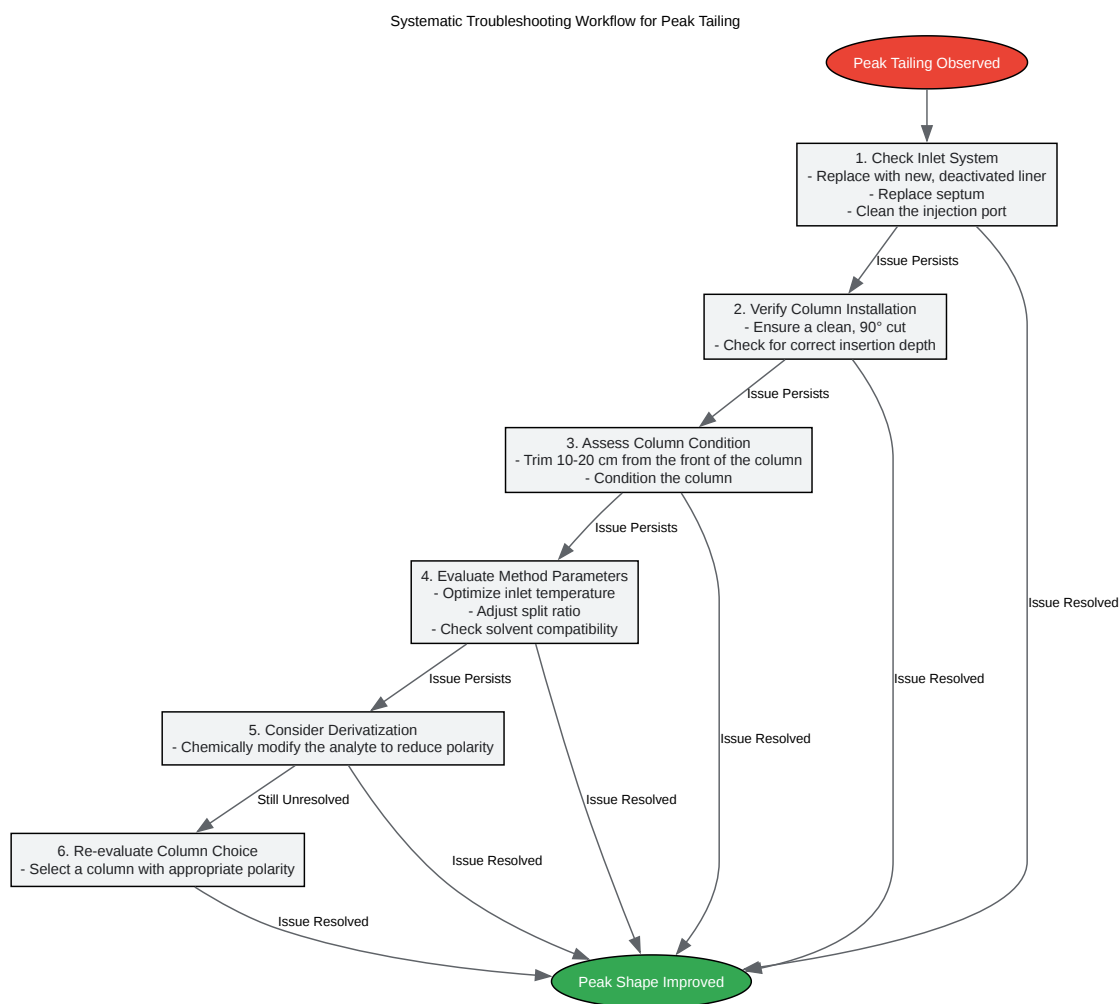 Systematic Troubleshooting Workflow for Peak Tailing
Peak Tailing Observed
1. Check Inlet System
- Replace with new, deactivated liner
- Replace septum
- Clean the injection port
Issue Persists
2. Verify Column Installation
- Ensure a clean, 90° cut
- Check for correct insertion depth
Issue Persists
3. Assess Column Condition
- Trim 10-20 cm from the front of the column
- Condition the column
Issue Persists
4. Evaluate Method Parameters
- Optimize inlet temperature
- Adjust split ratio
- Check solvent compatibility
Issue Resolved
Issue Persists
Issue Resolved
5. Consider Derivatization
- Chemically modify the analyte to reduce polarity
Issue Resolved
Still Unresolved
Issue Resolved
6. Re-evaluate Column Choice
- Select a column with appropriate polarity
Issue Resolved
Issue Resolved
Peak Shape Improved